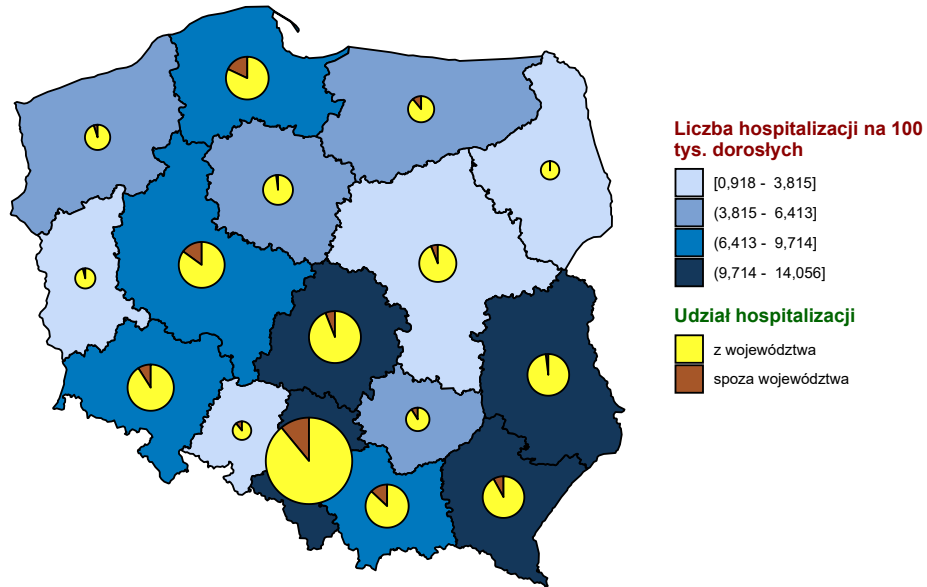 Liczba hospitalizacji na 100
tys. dorosłych
[0,918 - 3,815]
(3,815 - 6,413]
(6,413 - 9,714]
(9,714 - 14,056]
Udział hospitalizacji
z województwa
spoza województwa